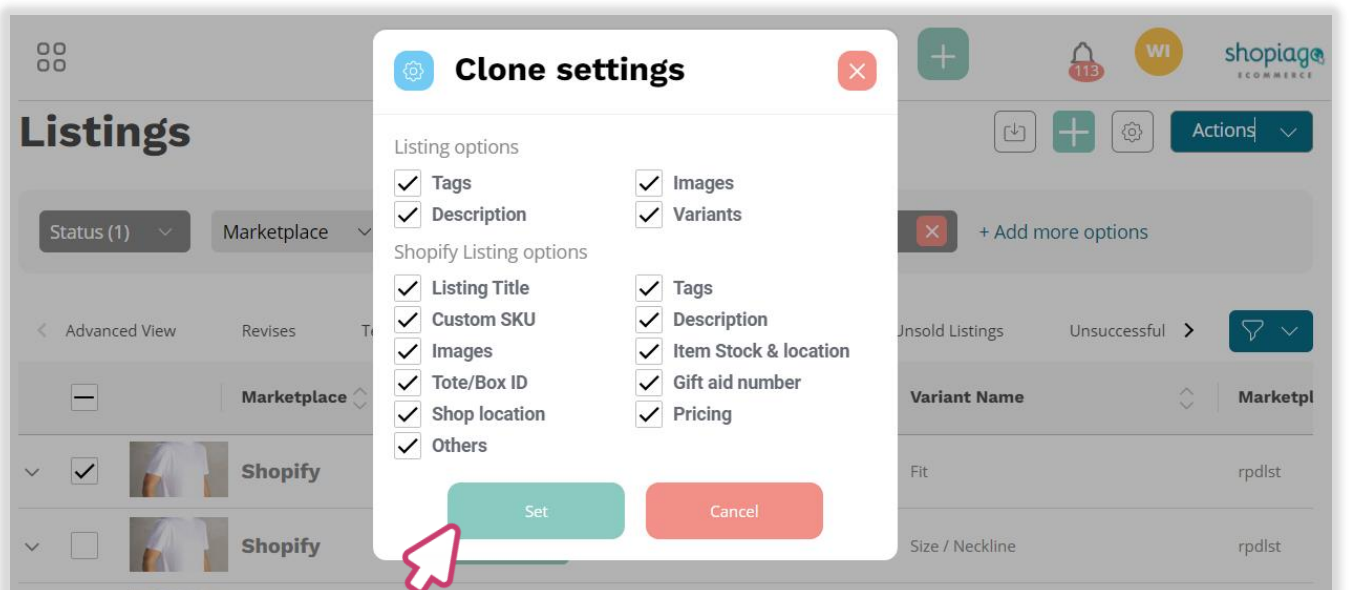 Clone settings
113
WI
shopiago
ECOMMERCE
Listings
Actions
Listing options
Tags
Images
Description
Variants
Status (1)
Marketplace
+ Add more options
Shopify Listing options
Listing Title
Tags
Custom SKU
Description
Images
Item Stock & location
Tote/Box ID
Gift aid number
Shop location
Pricing
Others
Advanced View
Revises
Unsold Listings
Unsuccessful
Marketplace
Variant Name
Shopify
Fit
rpdlst
Set
Cancel
Shopify
Size / Neckline
rpdlst